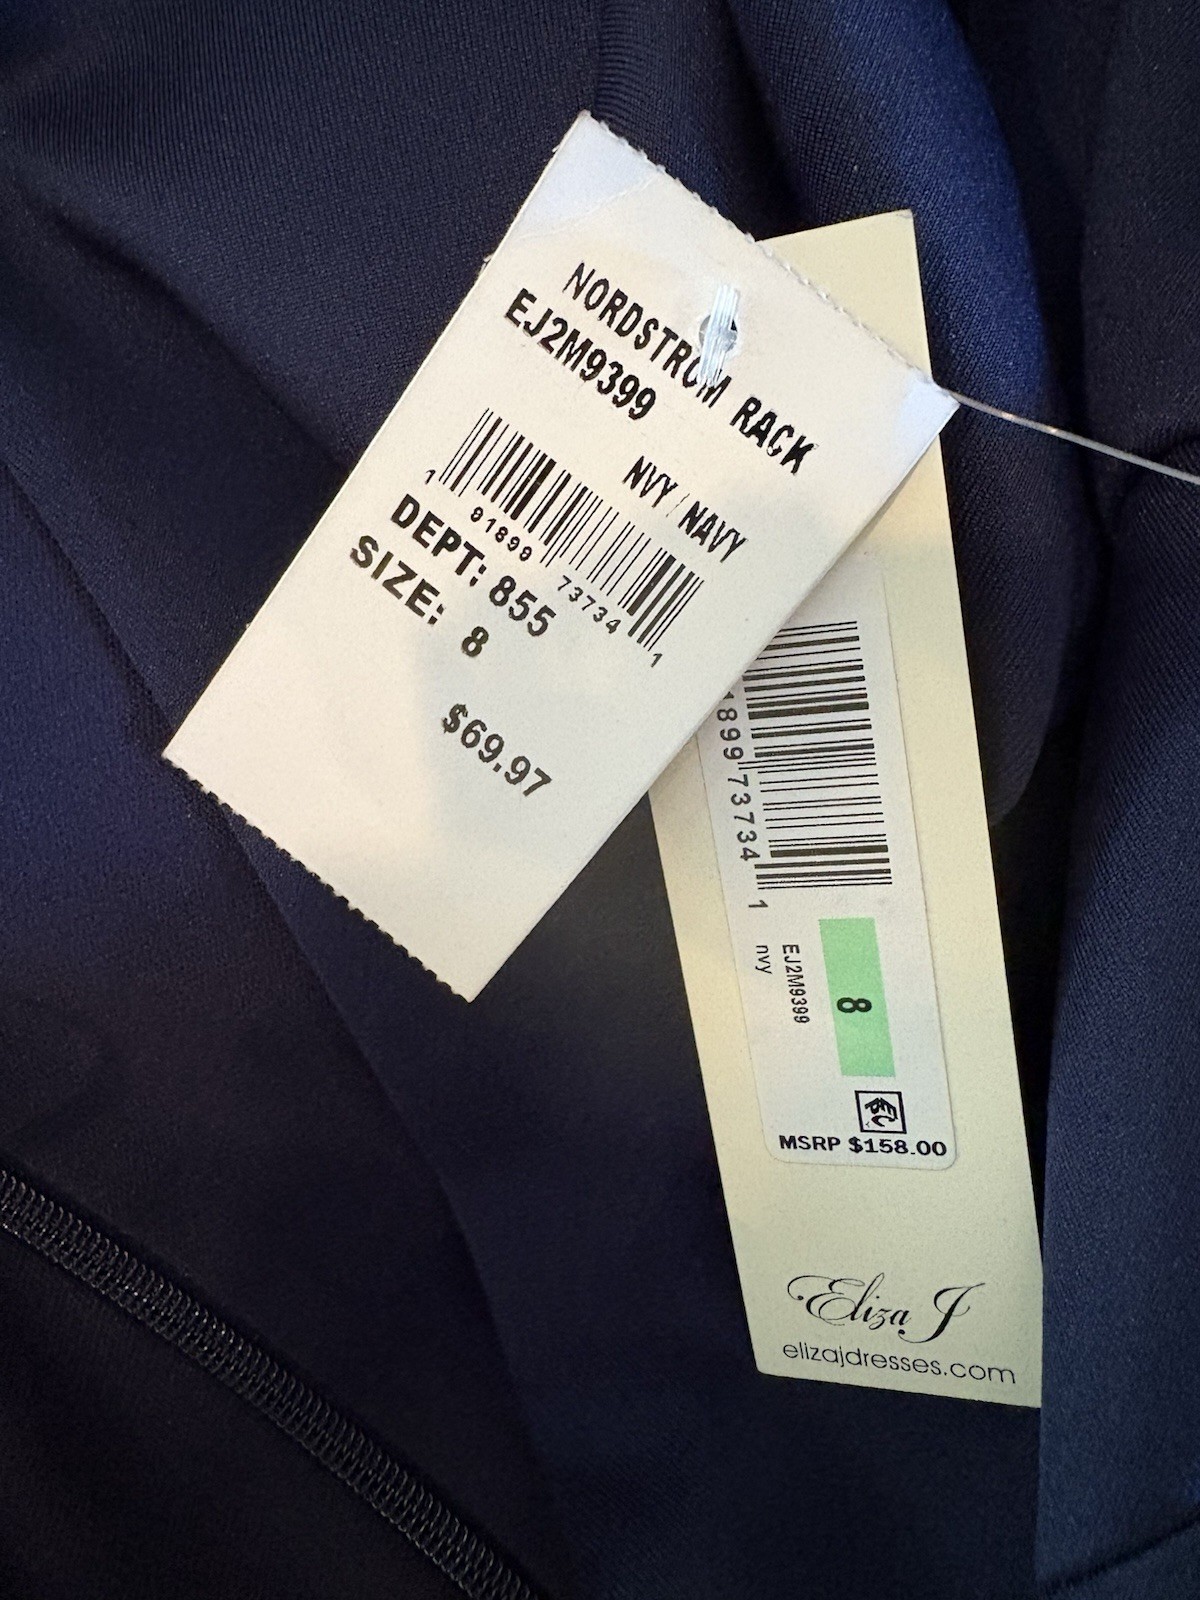 NORDSTROM RACK
EJ2M9399
NVY / NAVY
1 91899 73734 1
DEPT: 855
SIZE: 8
$69.97
1899 73734 1
nvy
EJ2M9399
8
MSRP $158.00
Eliza J
elizajdresses.com